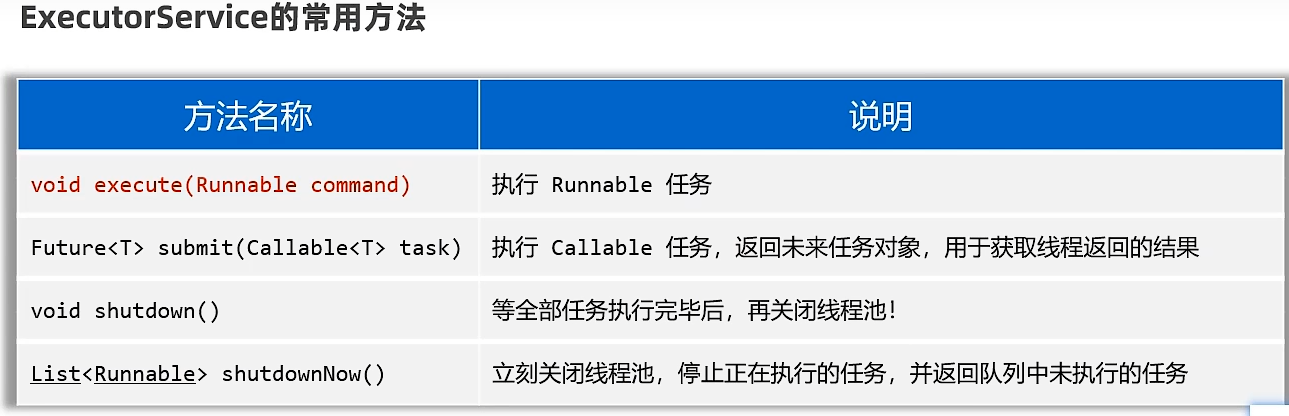 ExecutorService的常用方法
方法名称 说明
void execute(Runnable command) 执行 Runnable 任务
Future<T> submit(Callable<T> task) 执行 Callable 任务，返回未来任务对象，用于获取线程返回的结果
void shutdown() 等全部任务执行完毕后，再关闭线程池！
List<Runnable> shutdownNow() 立刻关闭线程池，停止正在执行的任务，并返回队列中未执行的任务